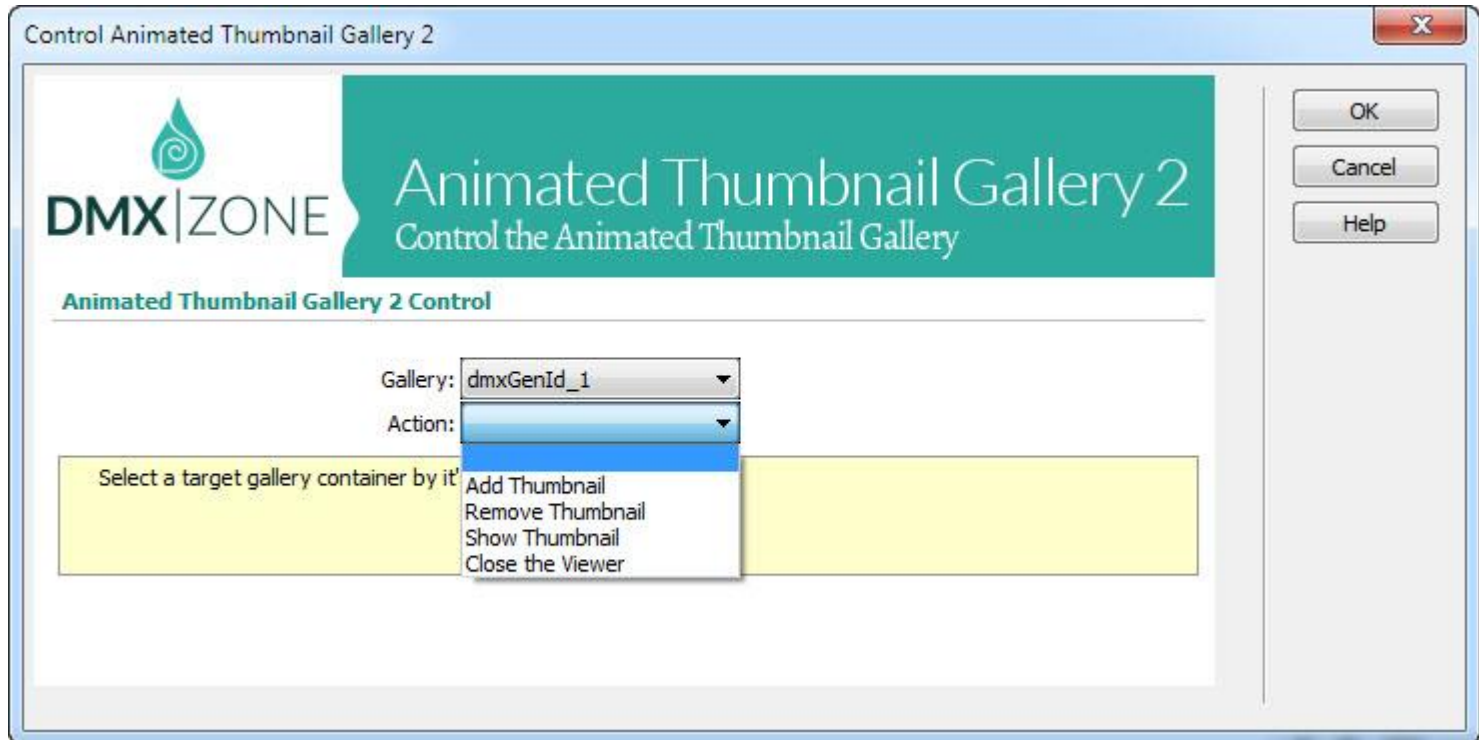 Control Animated Thumbnail Gallery 2
DMX|ZONE
Animated Thumbnail Gallery 2
Control the Animated Thumbnail Gallery
OK
Cancel
Help
Animated Thumbnail Gallery 2 Control
Gallery: dmxGenId_1
Action:
Select a target gallery container by it'
Add Thumbnail
Remove Thumbnail
Show Thumbnail
Close the Viewer